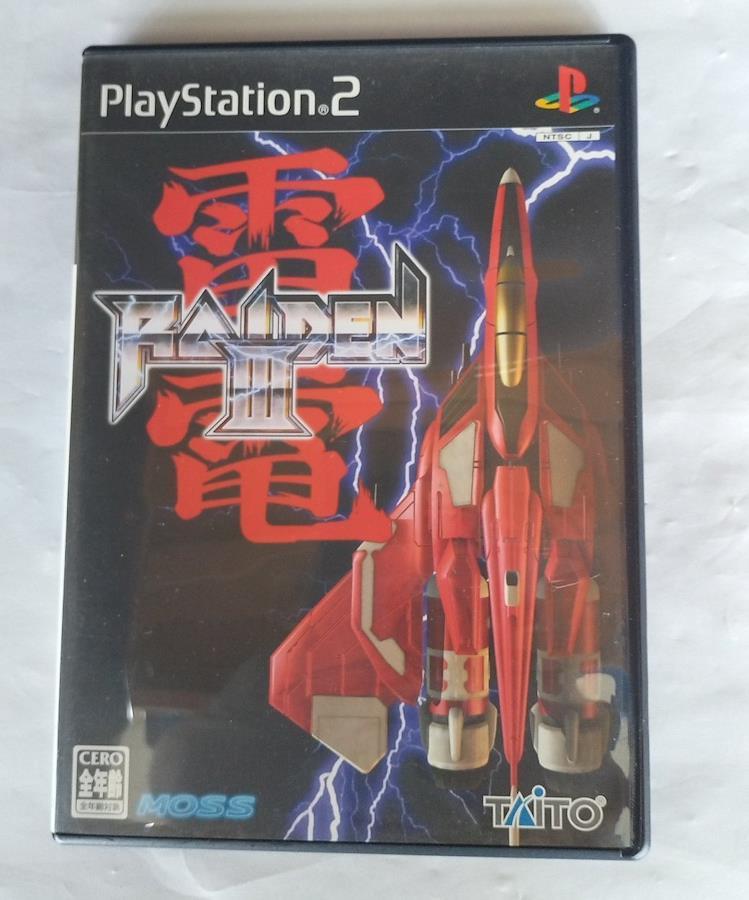 PlayStation®2
NTSC J
雷電
RAIDEN
III
CERO
全年齢
全年齢対象
MOSS
TAITO®